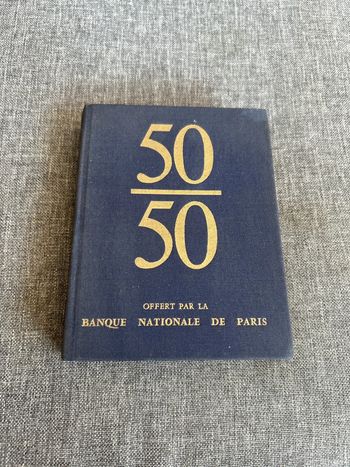 50
50
OFFERT PAR LA
BANQUE NATIONALE DE PARIS